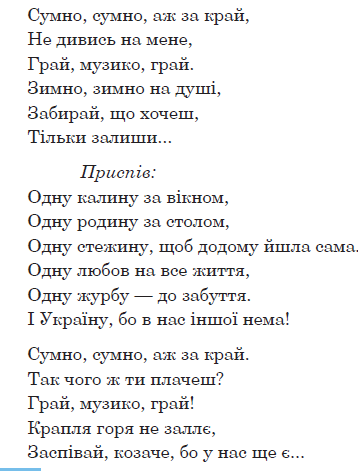 Сумно, сумно, аж за край,
Не дивись на мене,
Грай, музико, грай.
Зимно, зимно на душі,
Забирай, що хочеш,
Тільки залиши...
Приспів:
Одну калину за вікном,
Одну родину за столом,
Одну стежину, щоб додому йшла сама.
Одну любов на все життя,
Одну журбу — до забуття.
І Україну, бо в нас іншої нема!
Сумно, сумно, аж за край.
Так чого ж ти плачеш?
Грай, музико, грай!
Крапля горя не заллє,
Заспівай, козаче, бо у нас ще є...